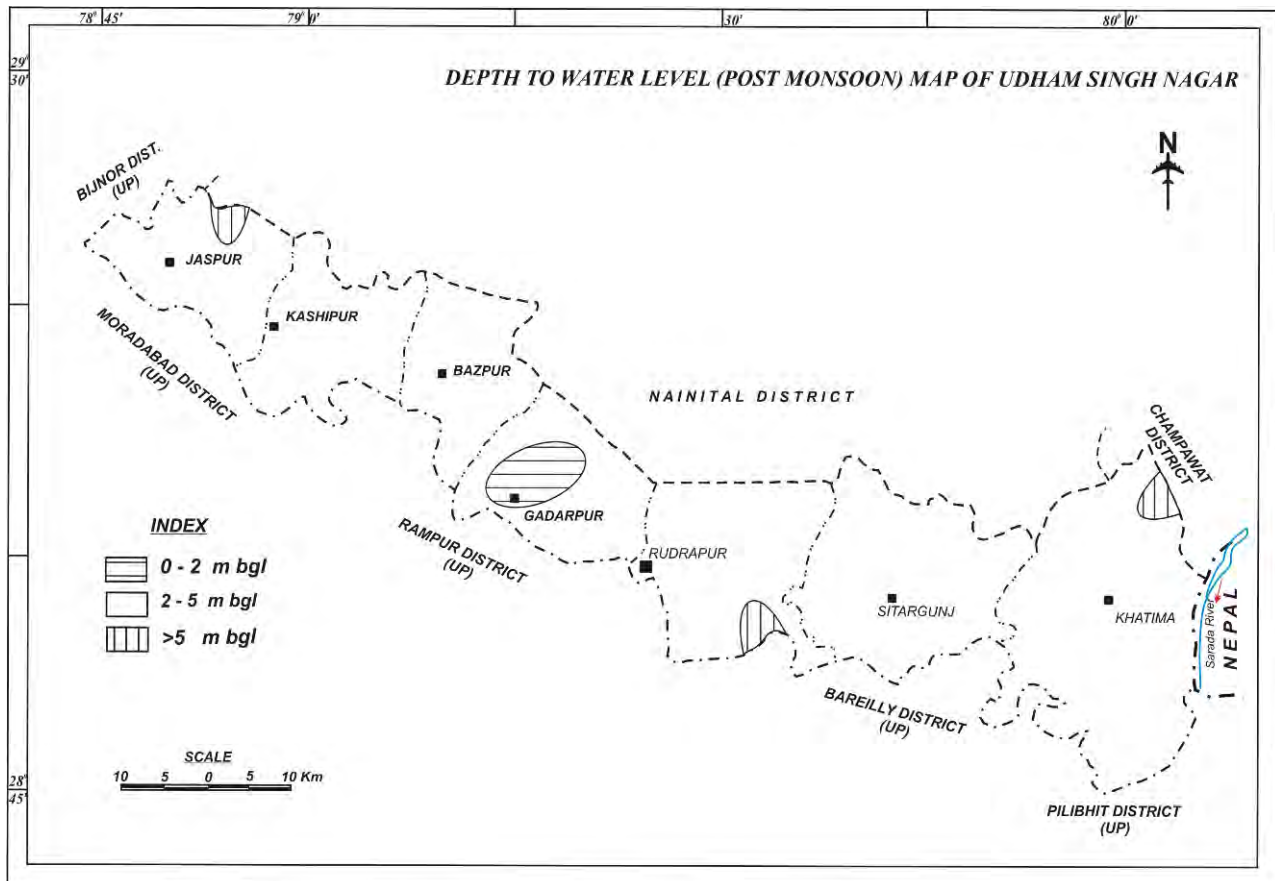 78° 45'
79° 0'
30'
80° 0'
29°
30'
DEPTH TO WATER LEVEL (POST MONSOON) MAP OF UDHAM SINGH NAGAR
N
BIJNOR DIST.
(UP)
JASPUR
KASHIPUR
MORADABAD DISTRICT
(UP)
BAZPUR
NAINITAL DISTRICT
CHAMPAWAT
DISTRICT
GADARPUR
RAMPUR DISTRICT
(UP)
RUDRAPUR
SITARGUNJ
KHATIMA
Sarada River
NEPAL
INDEX
0 - 2 m bgl
2 - 5 m bgl
>5 m bgl
BAREILLY DISTRICT
(UP)
SCALE
10 5 0 5 10 Km
28°
45'
PILIBHIT DISTRICT
(UP)